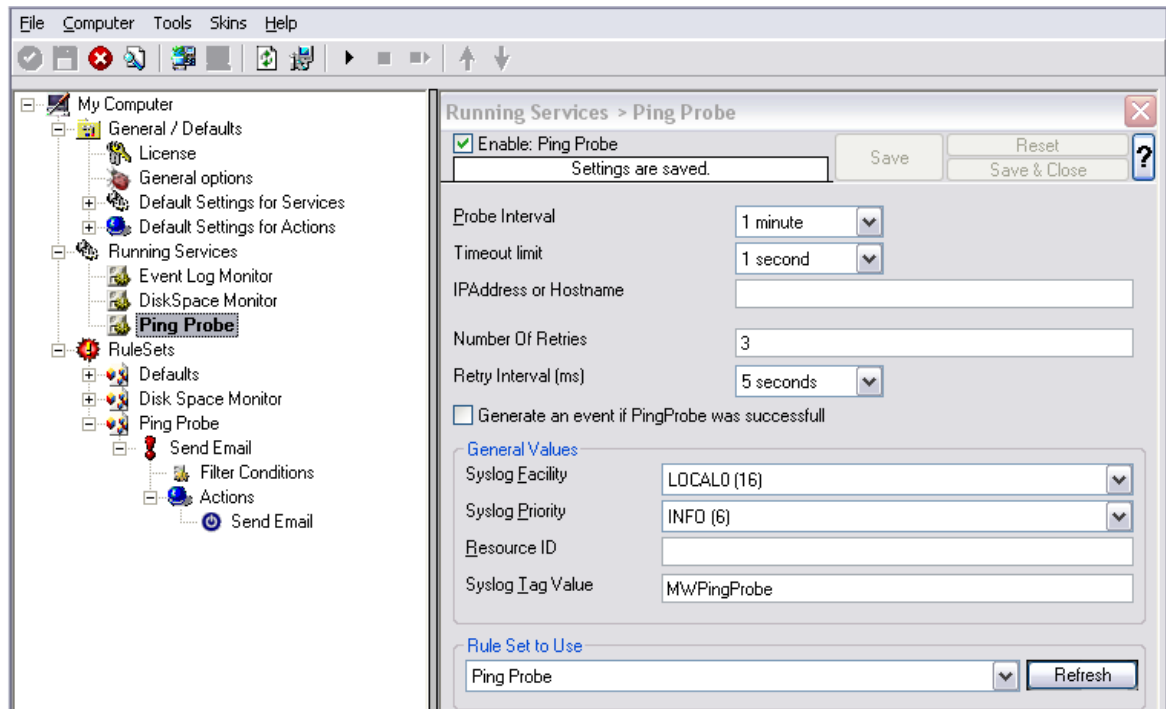 File Computer Tools Skins Help
My Computer
General / Defaults
License
General options
Default Settings for Services
Default Settings for Actions
Running Services
Event Log Monitor
DiskSpace Monitor
Ping Probe
RuleSets
Defaults
Disk Space Monitor
Ping Probe
Send Email
Filter Conditions
Actions
Send Email
Running Services > Ping Probe
Enable: Ping Probe
Settings are saved.
Save
Reset
Save & Close
?
Probe Interval
1 minute
Timeout limit
1 second
IPAddress or Hostname
Number Of Retries
3
Retry Interval (ms)
5 seconds
Generate an event if PingProbe was successfull
General Values
Syslog Facility
LOCAL0 (16)
Syslog Priority
INFO (6)
Resource ID
Syslog Tag Value
MWPingProbe
Rule Set to Use
Ping Probe
Refresh